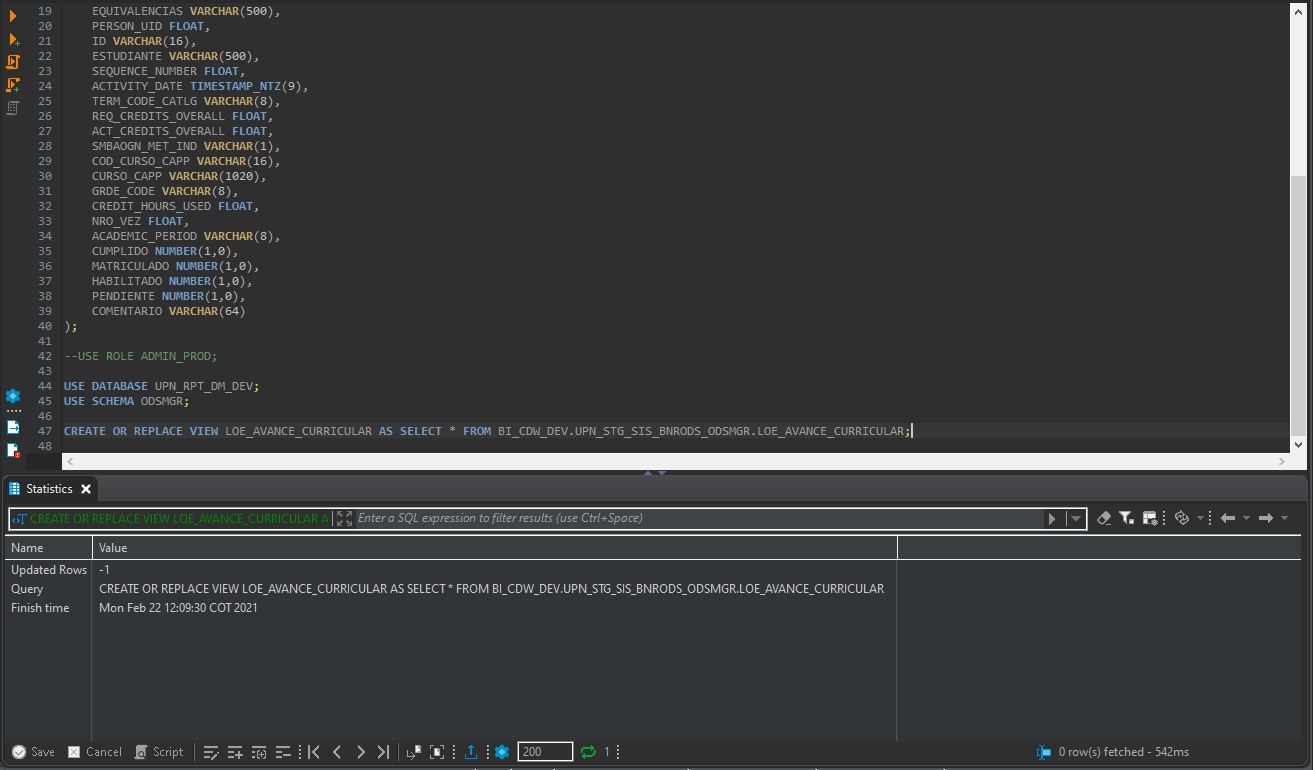 19 EQUIVALENCIAS VARCHAR(500),
20 PERSON_UID FLOAT,
21 ID VARCHAR(16),
22 ESTUDIANTE VARCHAR(500),
23 SEQUENCE_NUMBER FLOAT,
24 ACTIVITY_DATE TIMESTAMP_NTZ(9),
25 TERM_CODE_CATLG VARCHAR(8),
26 REQ_CREDITS_OVERALL FLOAT,
27 ACT_CREDITS_OVERALL FLOAT,
28 SMBAOGN_MET_IND VARCHAR(1),
29 COD_CURSO_CAPP VARCHAR(16),
30 CURSO_CAPP VARCHAR(1020),
31 GRDE_CODE VARCHAR(8),
32 CREDIT_HOURS_USED FLOAT,
33 NRO_VEZ FLOAT,
34 ACADEMIC_PERIOD VARCHAR(8),
35 CUMPLIDO NUMBER(1,0),
36 MATRICULADO NUMBER(1,0),
37 HABILITADO NUMBER(1,0),
38 PENDIENTE NUMBER(1,0),
39 COMENTARIO VARCHAR(64)
40 );
41
42 --USE ROLE ADMIN_PROD;
43
44 USE DATABASE UPN_RPT_DM_DEV;
45 USE SCHEMA ODSMGR;
46
47 CREATE OR REPLACE VIEW LOE_AVANCE_CURRICULAR AS SELECT * FROM BI_CDW_DEV.UPN_STG_SIS_BNRODS_ODSMGR.LOE_AVANCE_CURRICULAR;
48
Statistics
CREATE OR REPLACE VIEW LOE_AVANCE_CURRICULAR A Enter a SQL expression to filter results (use Ctrl+Space)
Name Value
Updated Rows -1
Query CREATE OR REPLACE VIEW LOE_AVANCE_CURRICULAR AS SELECT * FROM BI_CDW_DEV.UPN_STG_SIS_BNRODS_ODSMGR.LOE_AVANCE_CURRICULAR
Finish time Mon Feb 22 12:09:30 COT 2021
Save Cancel Script 200 1 0 row(s) fetched - 542ms